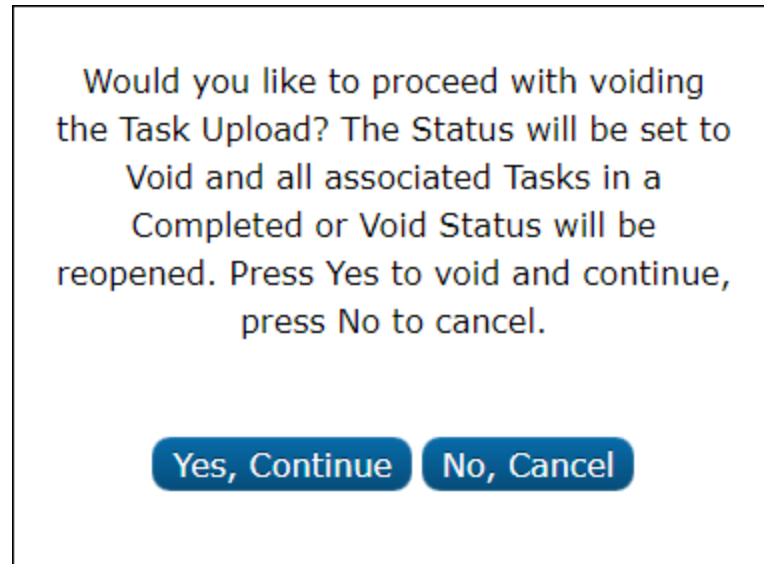 Would you like to proceed with voiding
the Task Upload? The Status will be set to
Void and all associated Tasks in a
Completed or Void Status will be
reopened. Press Yes to void and continue,
press No to cancel.
Yes, Continue No, Cancel